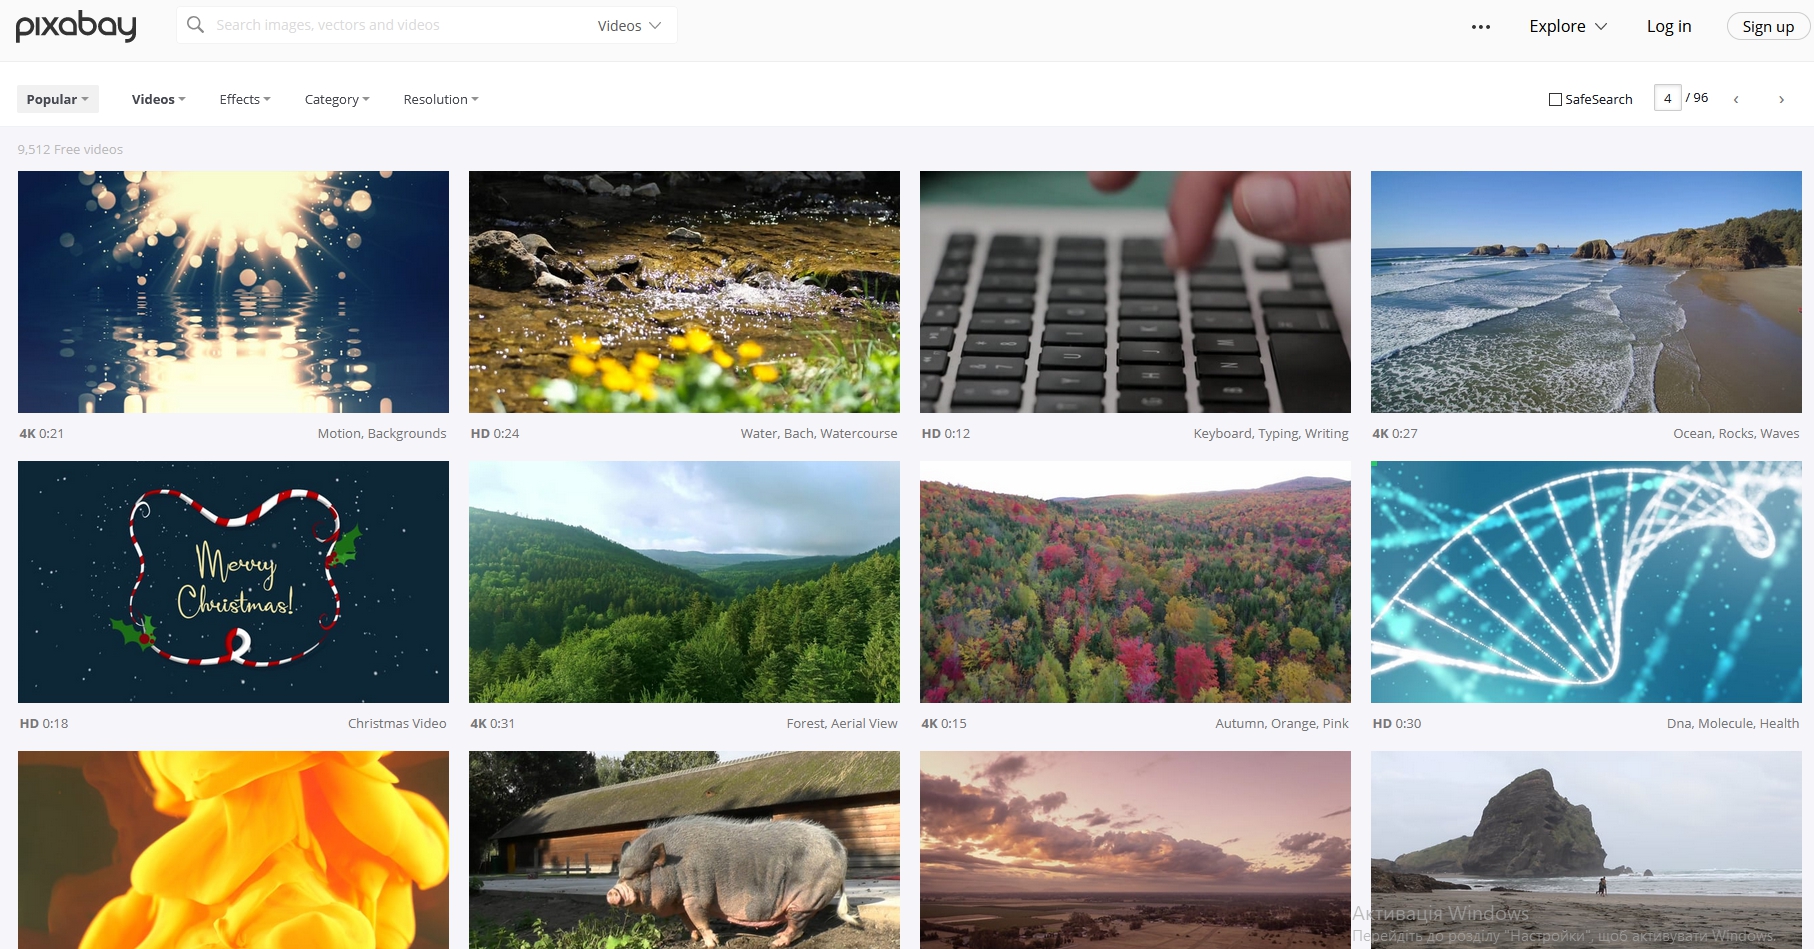 pixabay
Search images, vectors and videos
Videos
•••
Explore
Log in
Sign up
Popular
Videos
Effects
Category
Resolution
SafeSearch
4 / 96
‹
›
9,512 Free videos
4K 0:21
Motion, Backgrounds
HD 0:24
Water, Bach, Watercourse
HD 0:12
Keyboard, Typing, Writing
4K 0:27
Ocean, Rocks, Waves
Merry
Christmas!
HD 0:18
Christmas Video
4K 0:31
Forest, Aerial View
4K 0:15
Autumn, Orange, Pink
HD 0:30
Dna, Molecule, Health
Активація Windows
Перейдіть до розділу "Настройки", щоб активувати Windows.